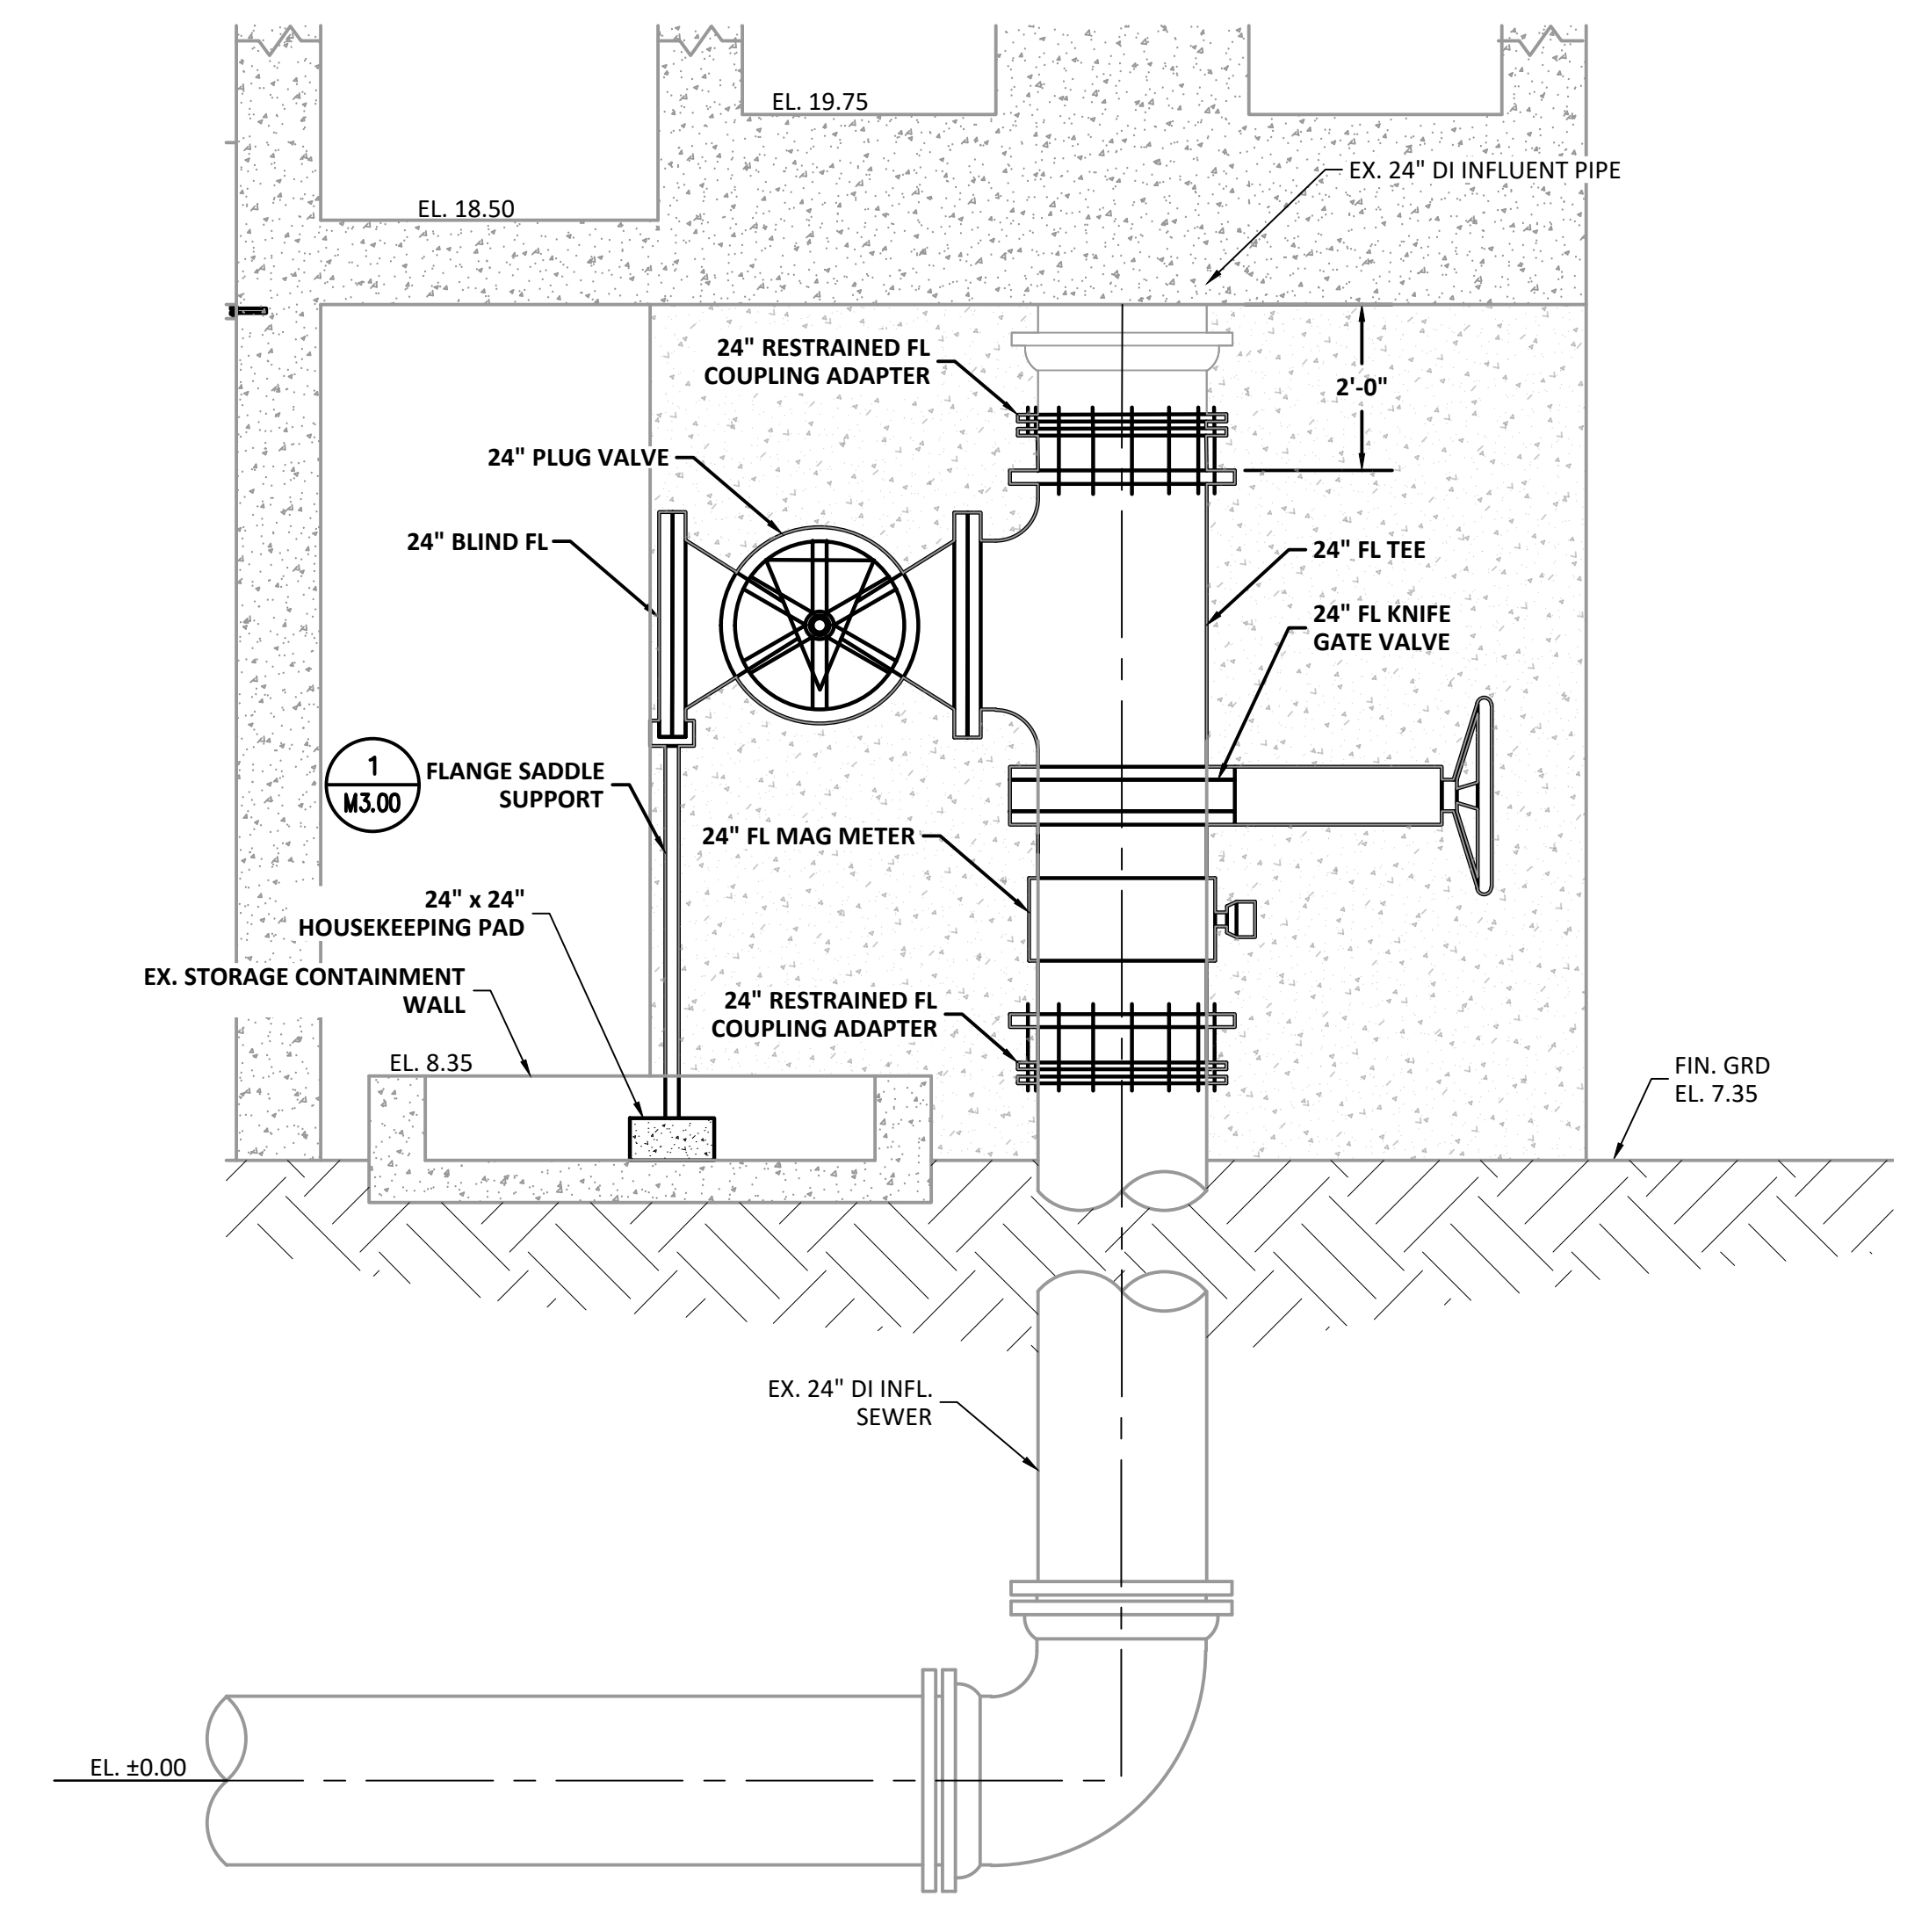 EL. 19.75
EX. 24" DI INFLUENT PIPE
EL. 18.50
24" RESTRAINED FL
COUPLING ADAPTER
2'-0"
24" PLUG VALVE
24" BLIND FL
24" FL TEE
24" FL KNIFE
GATE VALVE
1
M3.00
FLANGE SADDLE
SUPPORT
24" FL MAG METER
24" x 24"
HOUSEKEEPING PAD
EX. STORAGE CONTAINMENT
WALL
24" RESTRAINED FL
COUPLING ADAPTER
EL. 8.35
FIN. GRD
EL. 7.35
EX. 24" DI INFL.
SEWER
EL. ±0.00